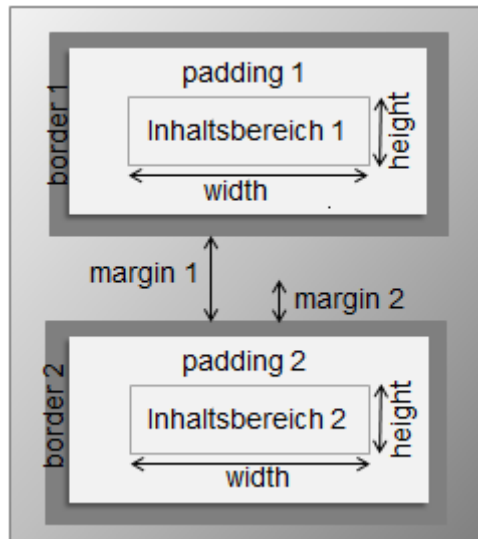 padding 1
border 1
Inhaltsbereich 1
height
width
margin 1
margin 2
padding 2
border 2
Inhaltsbereich 2
height
width